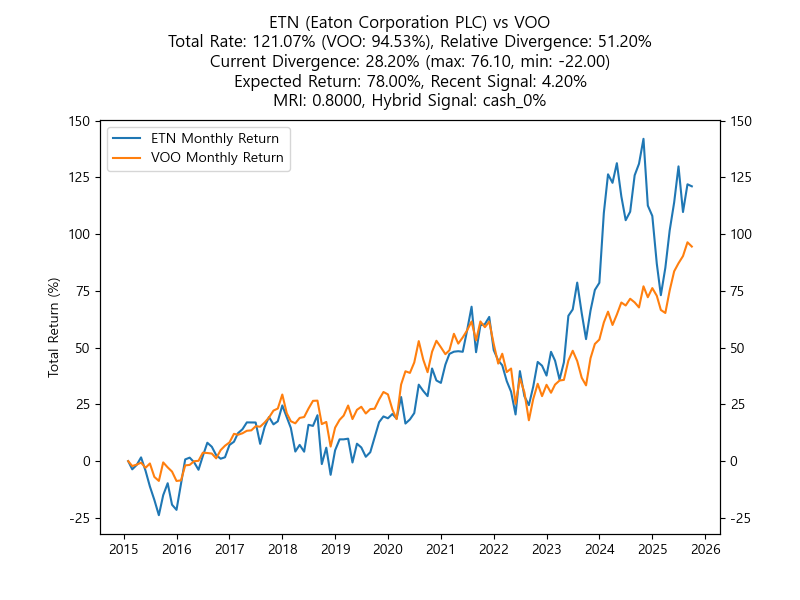 ETN (Eaton Corporation PLC) vs VOO
Total Rate: 121.07% (VOO: 94.53%), Relative Divergence: 51.20%
Current Divergence: 28.20% (max: 76.10, min: -22.00)
Expected Return: 78.00%, Recent Signal: 4.20%
MRI: 0.8000, Hybrid Signal: cash_0%
ETN Monthly Return
VOO Monthly Return
Total Return (%)
150
125
100
75
50
25
0
-25
150
125
100
75
50
25
0
-25
2015 2016 2017 2018 2019 2020 2021 2022 2023 2024 2025 2026